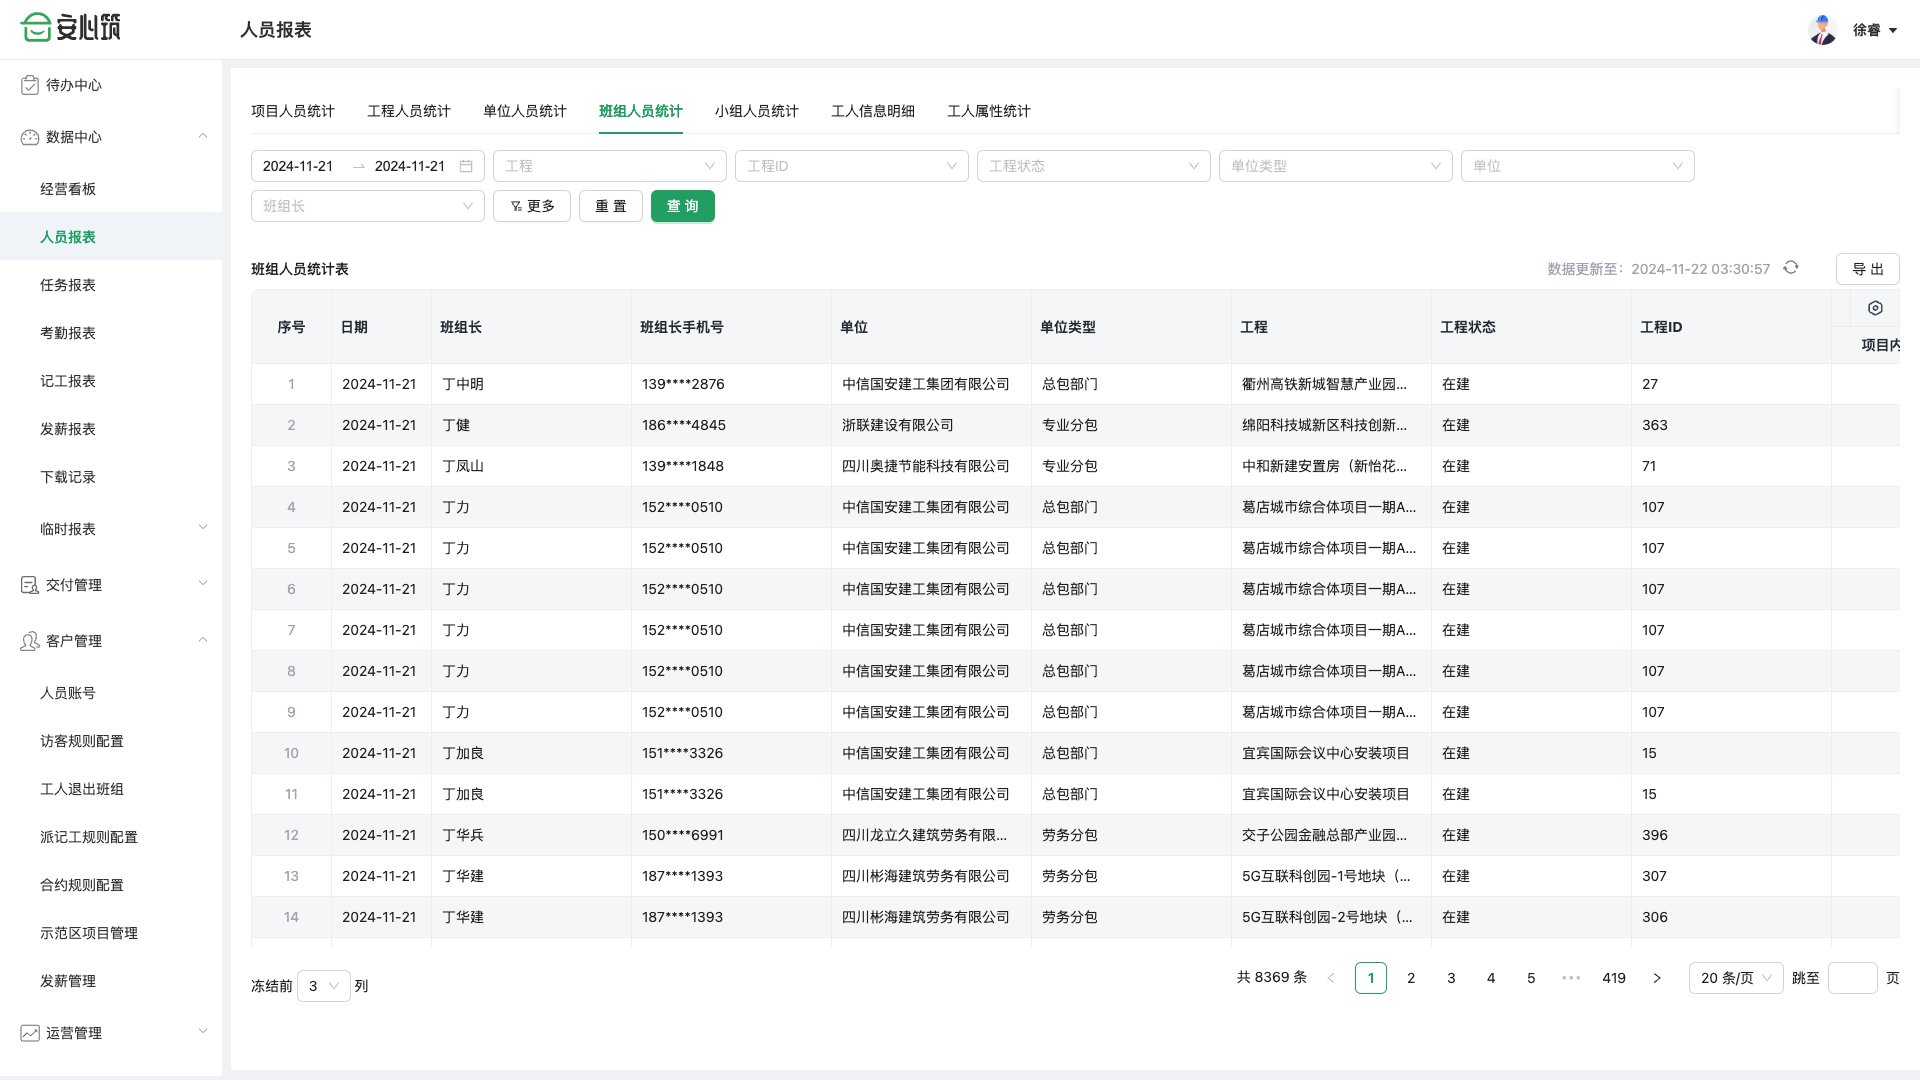 安心筑
人员报表
徐睿
待办中心
数据中心
经营看板
人员报表
任务报表
考勤报表
记工报表
发薪报表
下载记录
临时报表
交付管理
客户管理
人员账号
访客规则配置
工人退出班组
派记工规则配置
合约规则配置
示范区项目管理
发薪管理
运营管理
项目人员统计 工程人员统计 单位人员统计 班组人员统计 小组人员统计 工人信息明细 工人属性统计
2024-11-21 → 2024-11-21 工程 工程ID 工程状态 单位类型 单位
班组长 更多 重 置 查 询
班组人员统计表 数据更新至：2024-11-22 03:30:57 导 出
序号 日期 班组长 班组长手机号 单位 单位类型 工程 工程状态 工程ID
项目内
1 2024-11-21 丁中明 139****2876 中信国安建工集团有限公司 总包部门 衢州高铁新城智慧产业园... 在建 27
2 2024-11-21 丁健 186****4845 浙联建设有限公司 专业分包 绵阳科技城新区科技创新... 在建 363
3 2024-11-21 丁凤山 139****1848 四川奥捷节能科技有限公司 专业分包 中和新建安置房（新怡花... 在建 71
4 2024-11-21 丁力 152****0510 中信国安建工集团有限公司 总包部门 葛店城市综合体项目一期A... 在建 107
5 2024-11-21 丁力 152****0510 中信国安建工集团有限公司 总包部门 葛店城市综合体项目一期A... 在建 107
6 2024-11-21 丁力 152****0510 中信国安建工集团有限公司 总包部门 葛店城市综合体项目一期A... 在建 107
7 2024-11-21 丁力 152****0510 中信国安建工集团有限公司 总包部门 葛店城市综合体项目一期A... 在建 107
8 2024-11-21 丁力 152****0510 中信国安建工集团有限公司 总包部门 葛店城市综合体项目一期A... 在建 107
9 2024-11-21 丁力 152****0510 中信国安建工集团有限公司 总包部门 葛店城市综合体项目一期A... 在建 107
10 2024-11-21 丁加良 151****3326 中信国安建工集团有限公司 总包部门 宜宾国际会议中心安装项目 在建 15
11 2024-11-21 丁加良 151****3326 中信国安建工集团有限公司 总包部门 宜宾国际会议中心安装项目 在建 15
12 2024-11-21 丁华兵 150****6991 四川龙立久建筑劳务有限... 劳务分包 交子公园金融总部产业园... 在建 396
13 2024-11-21 丁华建 187****1393 四川彬海建筑劳务有限公司 劳务分包 5G互联科创园-1号地块（... 在建 307
14 2024-11-21 丁华建 187****1393 四川彬海建筑劳务有限公司 劳务分包 5G互联科创园-2号地块（... 在建 306
冻结前 3 列 共 8369 条 < 1 2 3 4 5 ••• 419 > 20 条/页 跳至 页